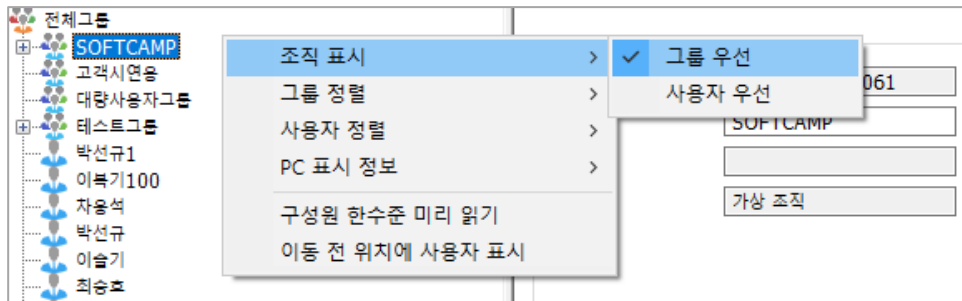 전체그룹
SOFTCAMP
고객시연용
대량사용자그룹
테스트그룹
박선규1
이북기100
차용석
박선규
이슬기
최승호
조직 표시
그룹 정렬
사용자 정렬
PC 표시 정보
구성원 한수준 미리 읽기
이동 전 위치에 사용자 표시
그룹 우선
사용자 우선
061
SOFTCAMP
가상 조직